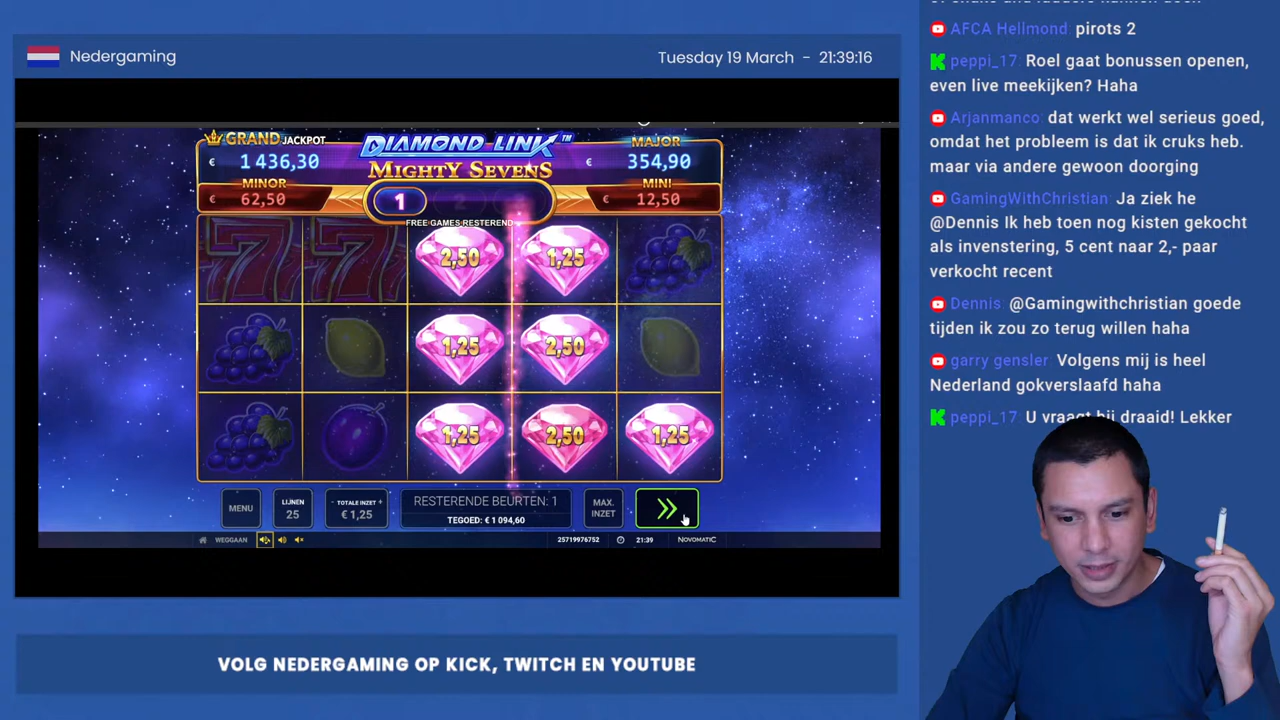 AFCA Hellmond: pirots 2
Nedergaming
Tuesday 19 March - 21:39:16
peppi_17: Roel gaat bonussen openen,
even live meekijken? Haha
Arjanmanco: dat werkt wel serieus goed,
omdat het probleem is dat ik cruks heb.
maar via andere gewoon doorging
GamingWithChristian: Ja ziek he
@Dennis Ik heb toen nog kisten gekocht
als invenstering, 5 cent naar 2,- paar
verkocht recent
Dennis: @Gamingwithchristian goede
tijden ik zou zo terug willen haha
garry gensler: Volgens mij is heel
Nederland gokverslaafd haha
peppi_17: U vraagt bij draaid! Lekker
GRAND JACKPOT
€ 1 436,30
DIAMOND LINK™
MIGHTY SEVENS
MAJOR
€ 354,90
MINOR
€ 62,50
1 2
MINI
€ 12,50
FREE GAMES RESTEREND
2,50 1,25
1,25 2,50
1,25 2,50 1,25
MENU
LIJNEN
25
- TOTALE INZET +
€ 1,25
RESTERENDE BEURTEN: 1
TEGOED: € 1 094,60
MAX.
INZET
WEGGAAN
25719976752
21:39
NOVOMATIC
VOLG NEDERGAMING OP KICK, TWITCH EN YOUTUBE